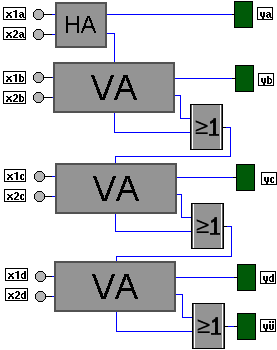 x1a
HA
ya
x2a
x1b
VA
yb
x2b
≥1
x1c
VA
yc
x2c
≥1
x1d
VA
yd
x2d
≥1
yü